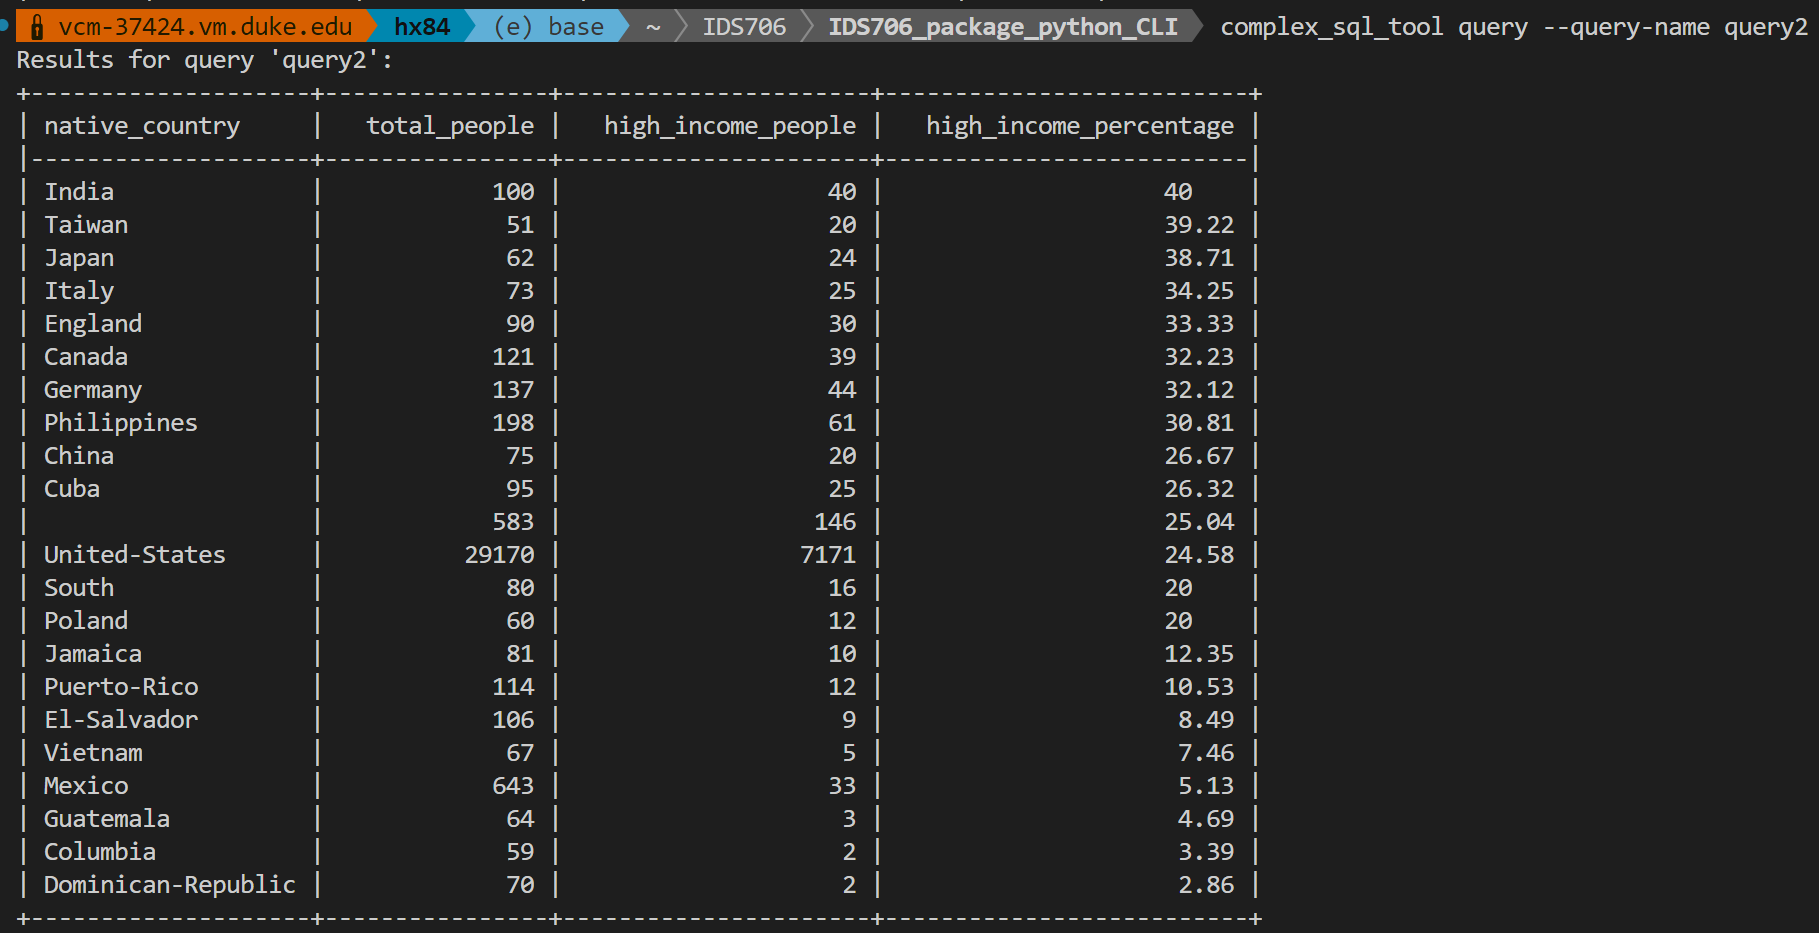 vcm-37424.vm.duke.edu hx84 (e) base ~ IDS706 IDS706_package_python_CLI complex_sql_tool query --query-name query2
Results for query 'query2':
+--------------------+----------------+----------------------+--------------------------+
| native_country     |   total_people |   high_income_people |   high_income_percentage |
|--------------------+----------------+----------------------+--------------------------|
| India              |            100 |                   40 |                    40    |
| Taiwan             |             51 |                   20 |                    39.22 |
| Japan              |             62 |                   24 |                    38.71 |
| Italy              |             73 |                   25 |                    34.25 |
| England            |             90 |                   30 |                    33.33 |
| Canada             |            121 |                   39 |                    32.23 |
| Germany            |            137 |                   44 |                    32.12 |
| Philippines        |            198 |                   61 |                    30.81 |
| China              |             75 |                   20 |                    26.67 |
| Cuba               |             95 |                   25 |                    26.32 |
|                    |            583 |                  146 |                    25.04 |
| United-States      |          29170 |                 7171 |                    24.58 |
| South              |             80 |                   16 |                    20    |
| Poland             |             60 |                   12 |                    20    |
| Jamaica            |             81 |                   10 |                    12.35 |
| Puerto-Rico        |            114 |                   12 |                    10.53 |
| El-Salvador        |            106 |                    9 |                     8.49 |
| Vietnam            |             67 |                    5 |                     7.46 |
| Mexico             |            643 |                   33 |                     5.13 |
| Guatemala          |             64 |                    3 |                     4.69 |
| Columbia           |             59 |                    2 |                     3.39 |
| Dominican-Republic |             70 |                    2 |                     2.86 |
+--------------------+----------------+----------------------+--------------------------+